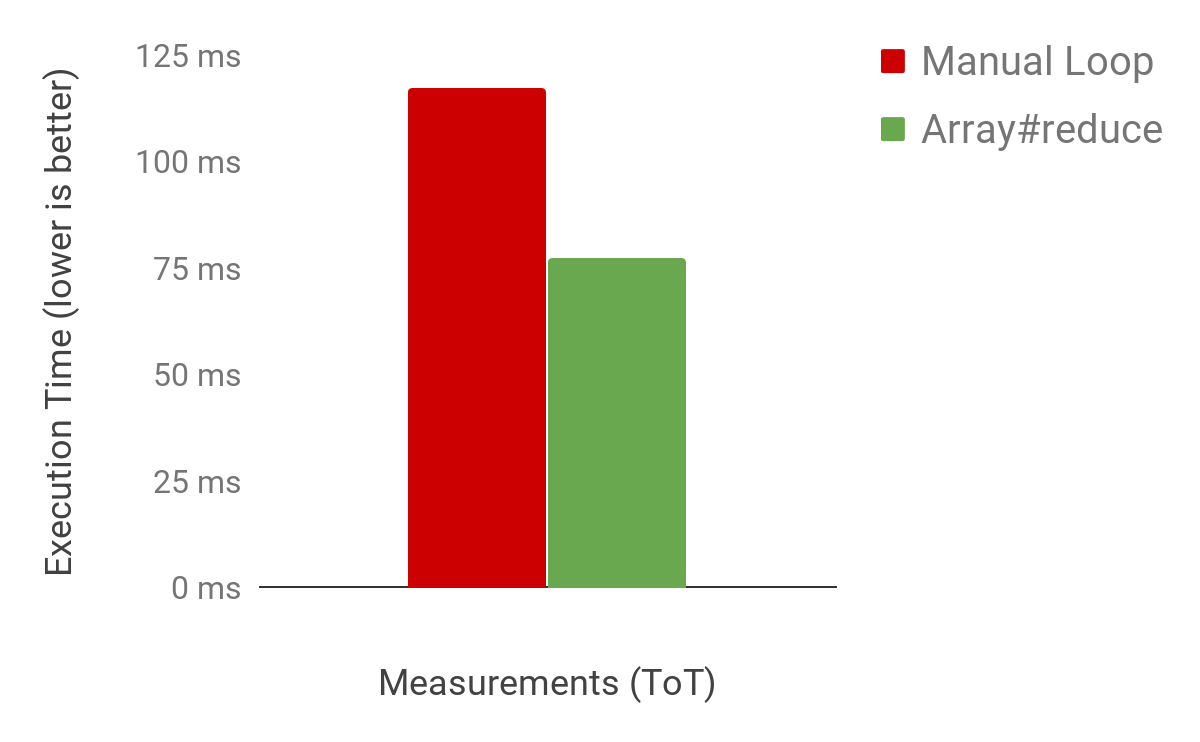 Execution Time (lower is better)
125 ms
100 ms
75 ms
50 ms
25 ms
0 ms
Measurements (ToT)
Manual Loop
Array#reduce